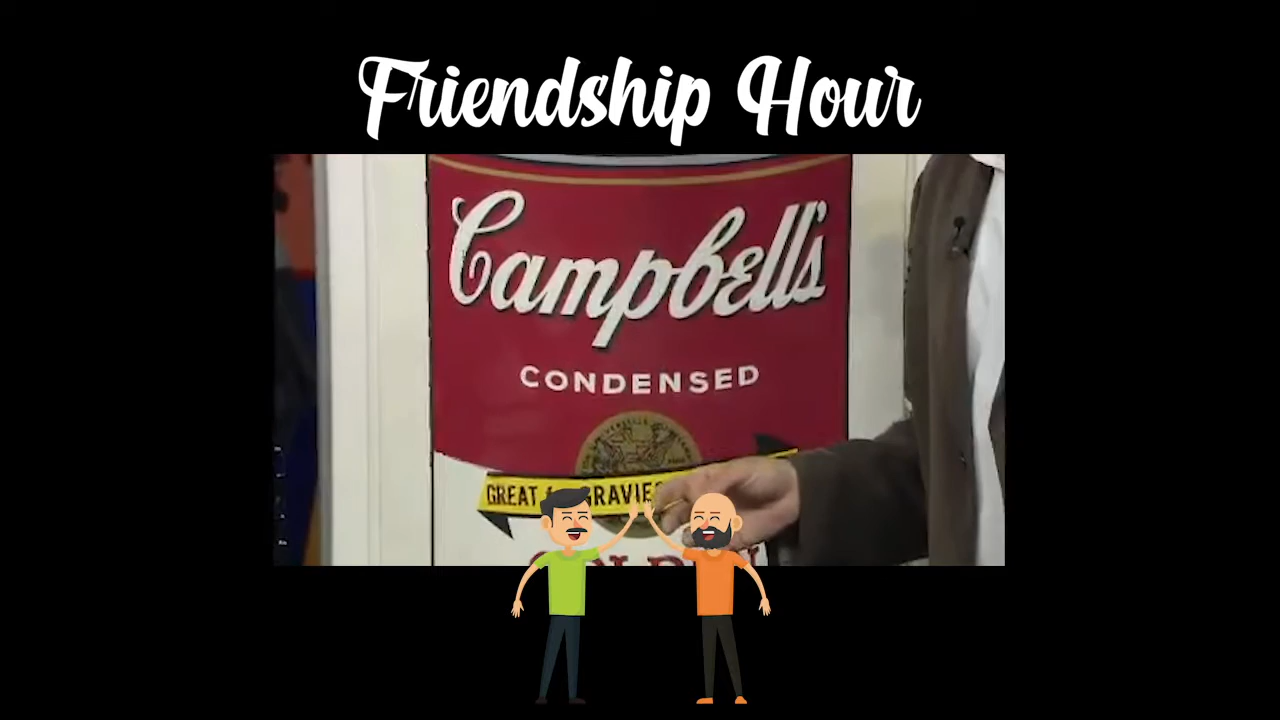 Friendship Hour
Campbell's
CONDENSED
GREAT
GRAVIES